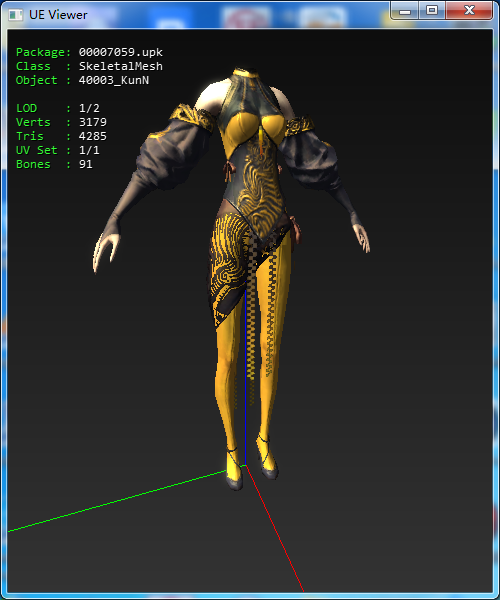 UE Viewer
Package: 00007059.upk
Class  : SkeletalMesh
Object : 40003_KunN
LOD    : 1/2
Verts  : 3179
Tris   : 4285
UV Set : 1/1
Bones  : 91